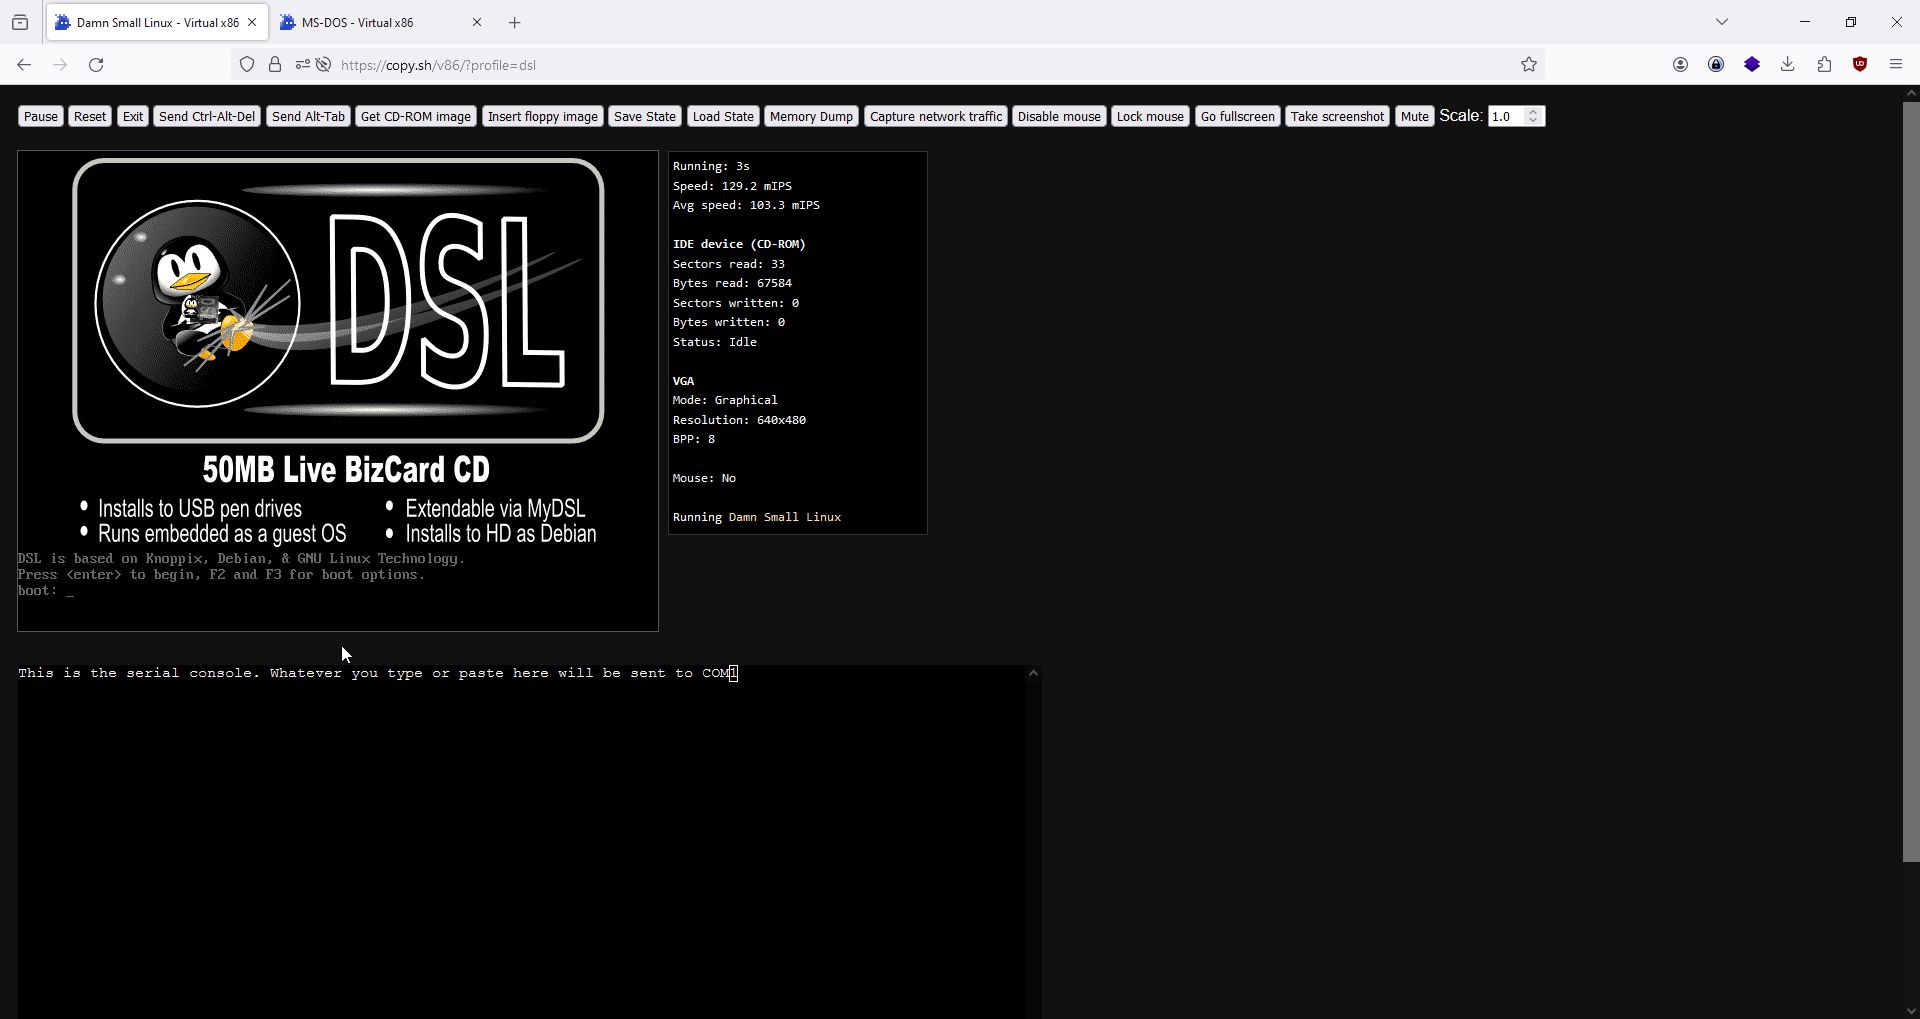 Damn Small Linux - Virtual x86
MS-DOS - Virtual x86
https://copy.sh/v86/?profile=dsl
Pause Reset Exit Send Ctrl-Alt-Del Send Alt-Tab Get CD-ROM image Insert floppy image Save State Load State Memory Dump Capture network traffic Disable mouse Lock mouse Go fullscreen Take screenshot Mute Scale: 1.0
DSL
50MB Live BizCard CD
• Installs to USB pen drives
• Extendable via MyDSL
• Runs embedded as a guest OS
• Installs to HD as Debian
DSL is based on Knoppix, Debian, & GNU Linux Technology.
Press <enter> to begin, F2 and F3 for boot options.
boot: _
Running: 3s
Speed: 129.2 mIPS
Avg speed: 103.3 mIPS
IDE device (CD-ROM)
Sectors read: 33
Bytes read: 67584
Sectors written: 0
Bytes written: 0
Status: Idle
VGA
Mode: Graphical
Resolution: 640x480
BPP: 8
Mouse: No
Running Damn Small Linux
This is the serial console. Whatever you type or paste here will be sent to COM1